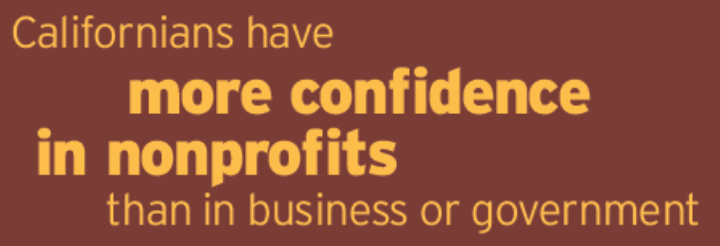 Californians have
more confidence
in nonprofits
than in business or government